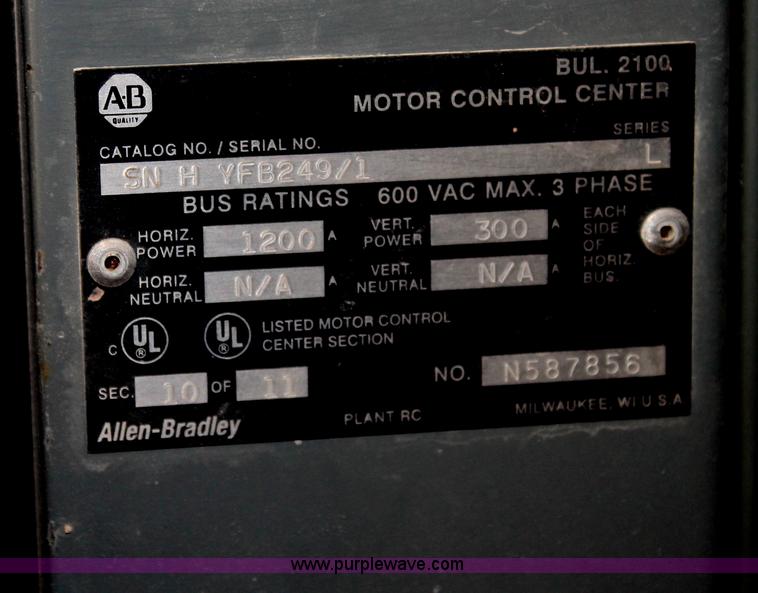 A-B
QUALITY
BUL. 2100
MOTOR CONTROL CENTER
CATALOG NO. / SERIAL NO.
SERIES
SN H YFB249/1
L
BUS RATINGS 600 VAC MAX. 3 PHASE
HORIZ. POWER 1200 A
VERT. POWER 300 A
EACH SIDE OF HORIZ. BUS.
HORIZ. NEUTRAL N/A A
VERT. NEUTRAL N/A A
C UL ® UL ® LISTED MOTOR CONTROL
CENTER SECTION
SEC. 10 OF 11
NO. N587856
Allen-Bradley
PLANT RC
MILWAUKEE, WI U.S.A
www.purplewave.com